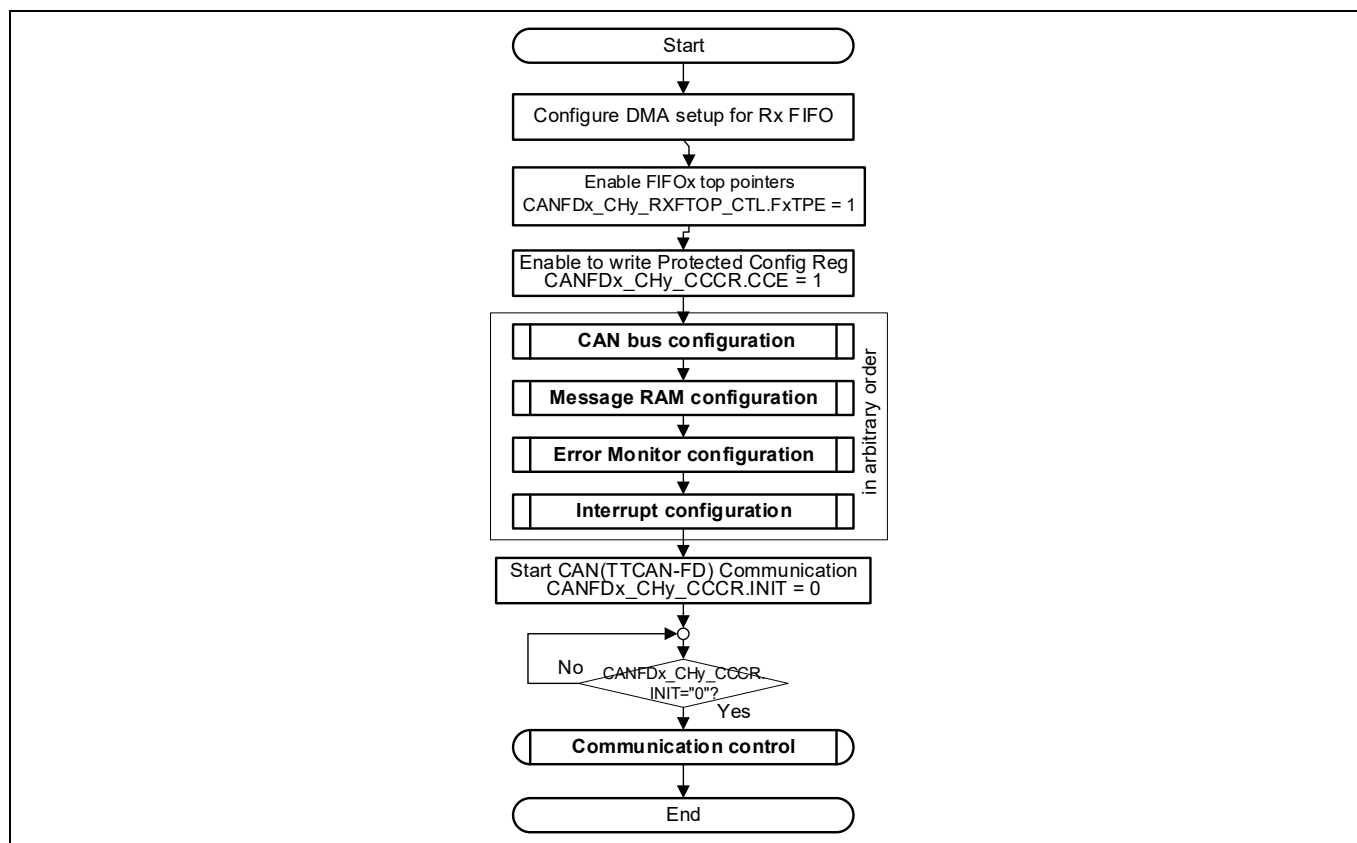 Start
Configure DMA setup for Rx FIFO
Enable FIFOx top pointers
CANFDx_CHy_RXFTOP_CTL.FxTPE = 1
Enable to write Protected Config Reg
CANFDx_CHy_CCCR.CCE = 1
CAN bus configuration
Message RAM configuration
Error Monitor configuration
Interrupt configuration
in arbitrary order
Start CAN(TTCAN-FD) Communication
CANFDx_CHy_CCCR.INIT = 0
No
CANFDx_CHy_CCCR.
INIT="0"?
Yes
Communication control
End